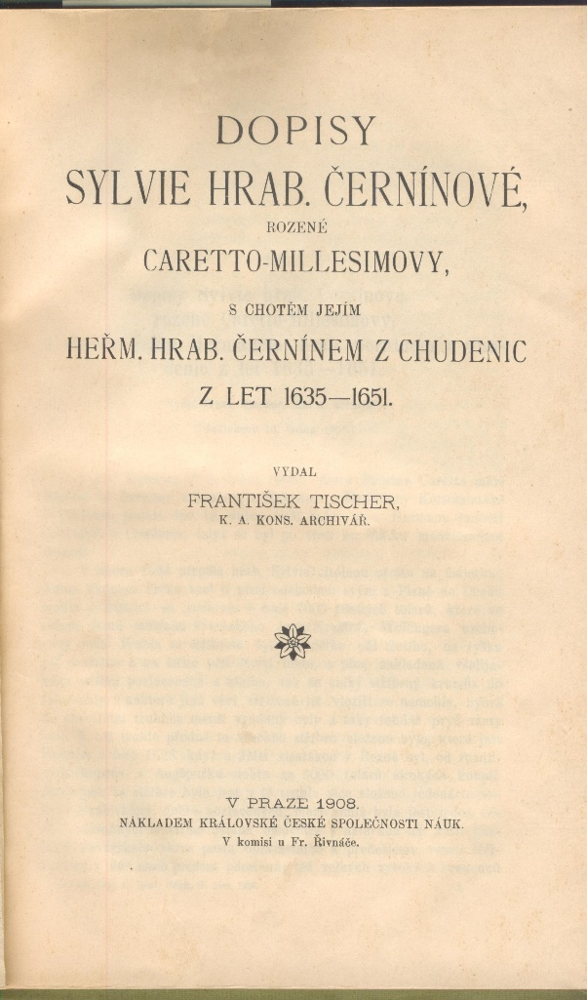 DOPISY
SYLVIE HRAB. ČERNÍNOVÉ,
ROZENÉ
CARETTO-MILLESIMOVY,
S CHOTĚM JEJÍM
HEŘM. HRAB. ČERNÍNEM Z CHUDENIC
Z LET 1635—1651.
VYDAL
FRANTIŠEK TISCHER,
K. A. KONS. ARCHIVÁŘ.
V PRAZE 1908.
NÁKLADEM KRÁLOVSKÉ ČESKÉ SPOLEČNOSTI NÁUK.
V komisi u Fr. Řivnáče.